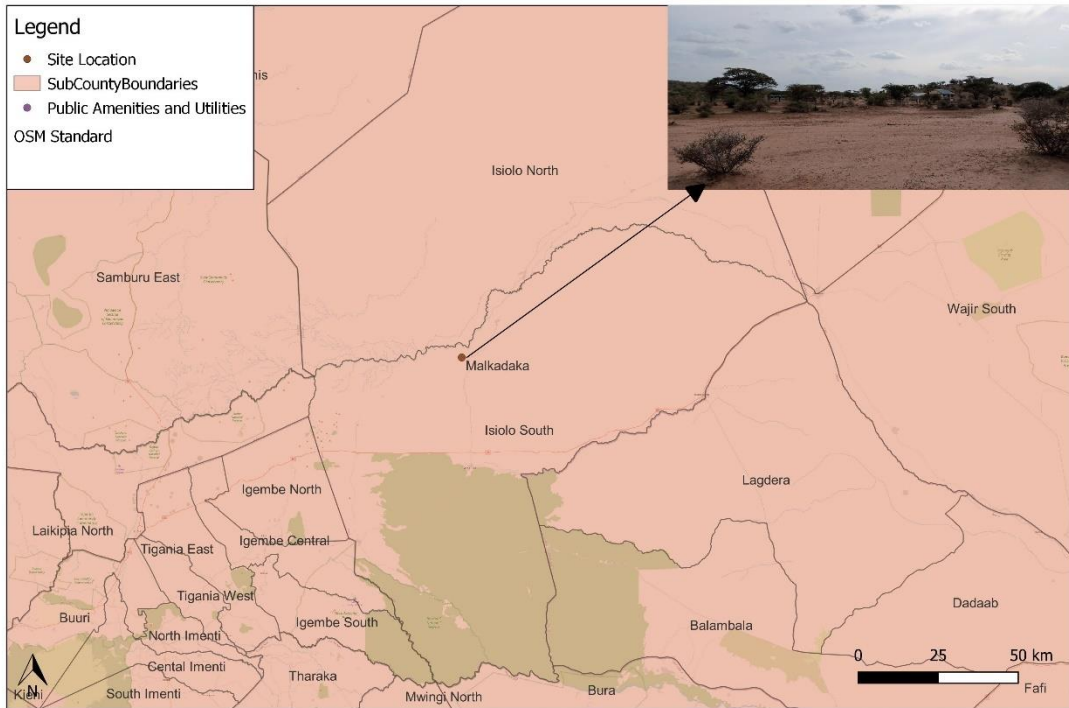 Legend
Site Location
SubCountyBoundaries
Public Amenities and Utilities
OSM Standard
nis
Isiolo North
Samburu East
Wajir South
Malkadaka
Isiolo South
Lagdera
Igembe North
Laikipia North
Igembe Central
Tigania East
Dadaab
Tigania West
Buuri
Igembe South
Balambala
North Imenti
0 25 50 km
Cental Imenti
Tharaka
N
South Imenti
Mwingi North
Bura
Fafi